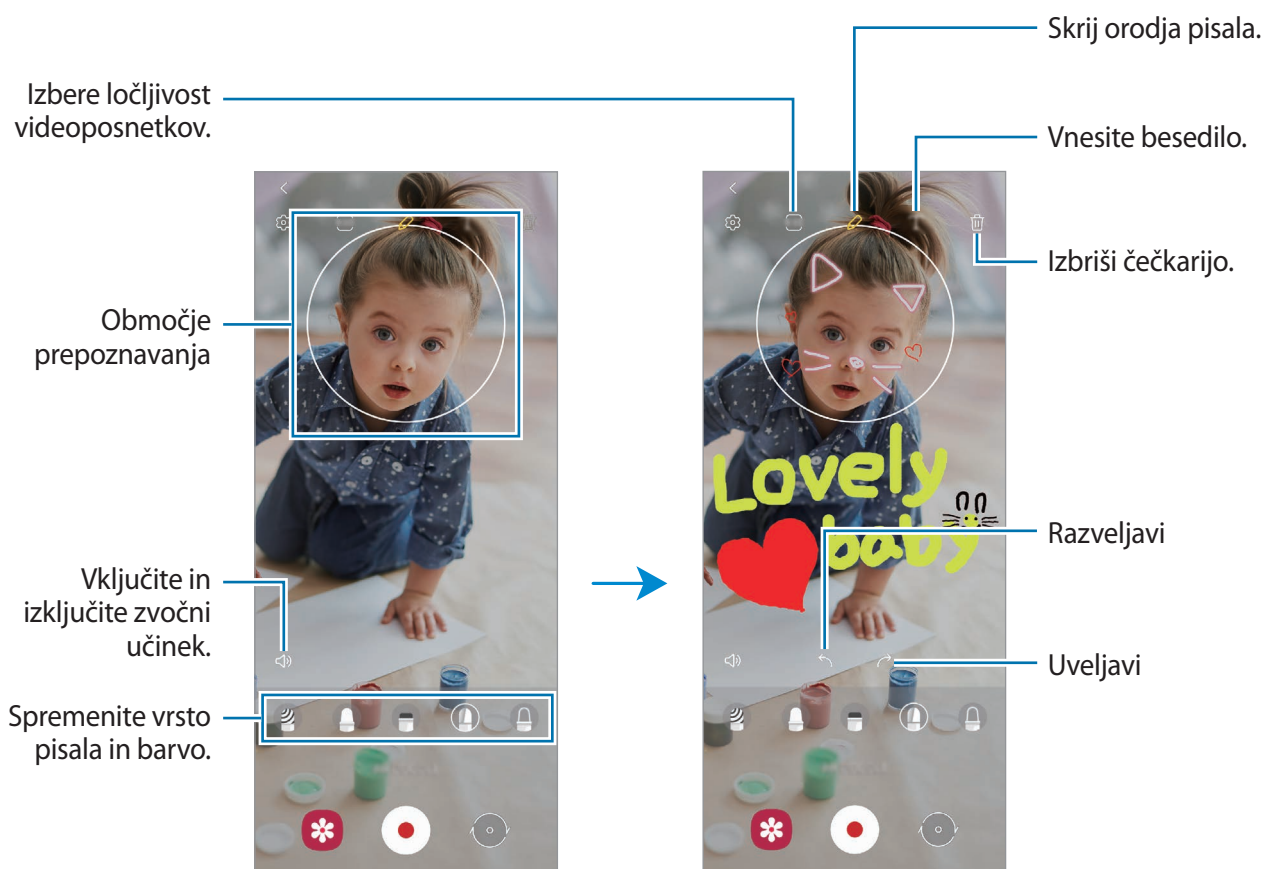 Skrij orodja pisala.
Izbere ločljivost
videoposnetkov.
Vnesite besedilo.
Izbriši čečkarijo.
Območje
prepoznavanja
Lovely
baby
Razveljavi
Vključite in
izključite zvočni
učinek.
Uveljavi
Spremenite vrsto
pisala in barvo.